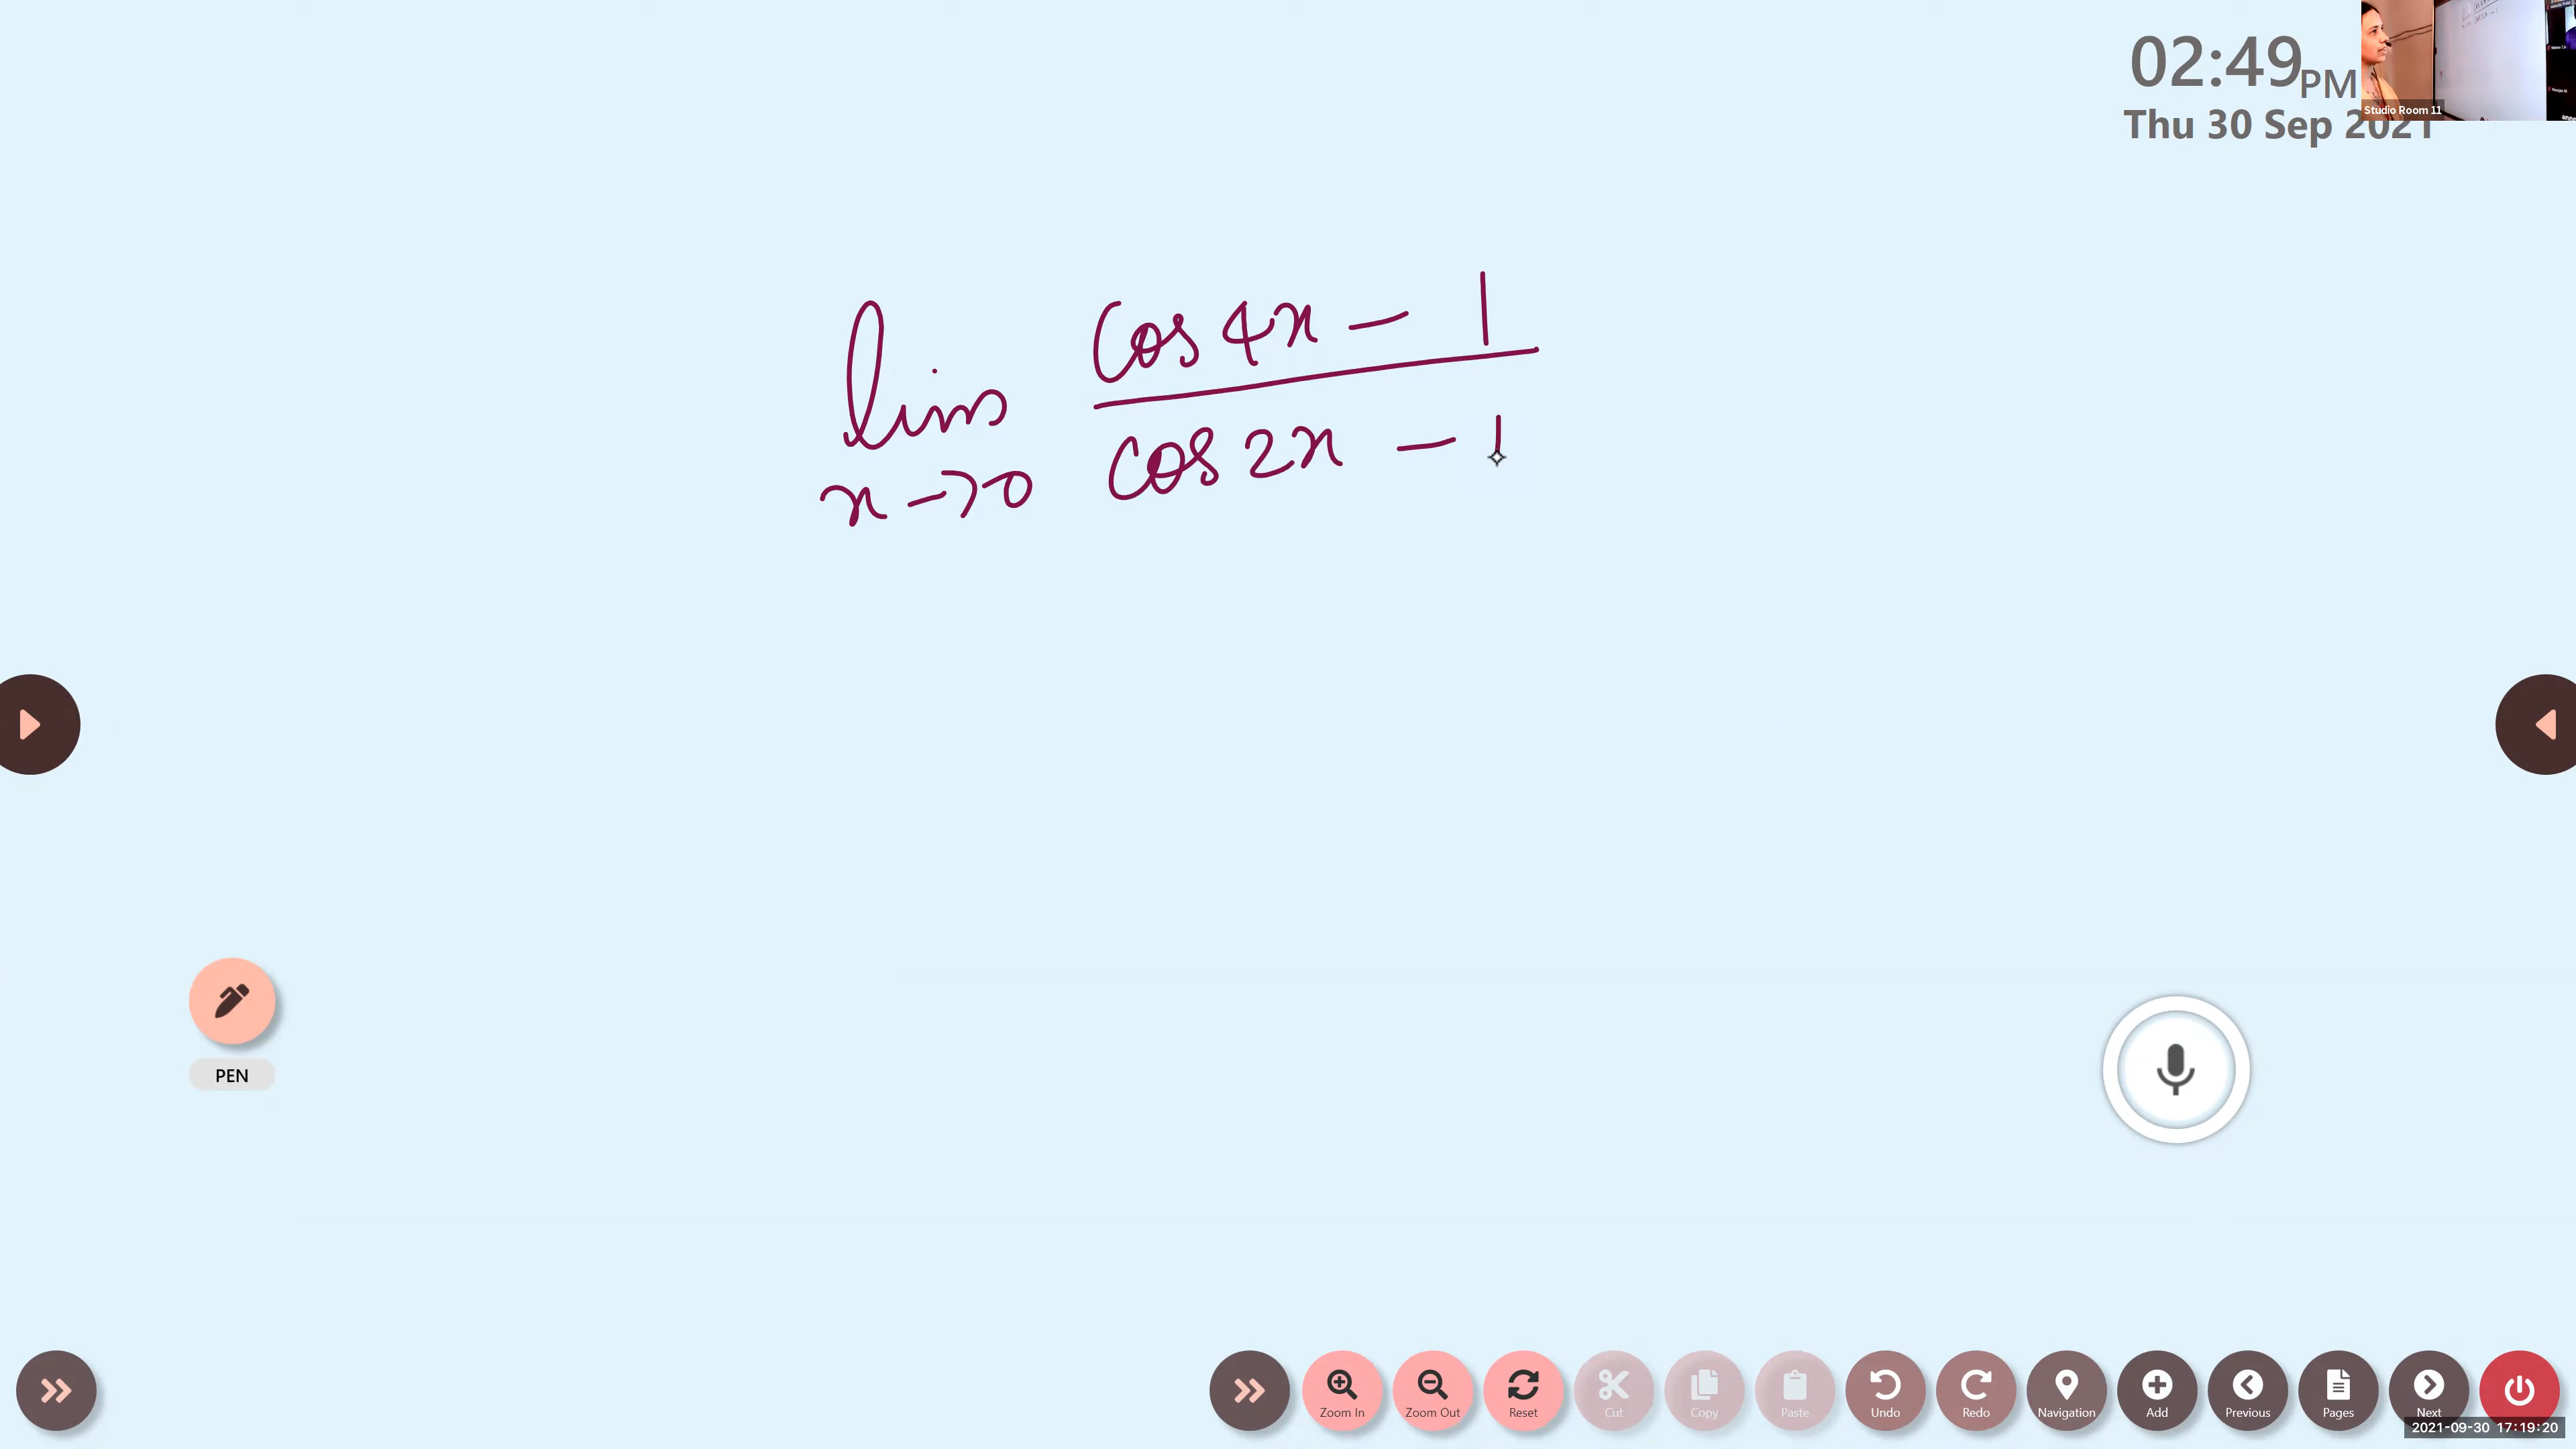 02:49 PM
Thu 30 Sep 2021
Studio Room 11
lim x→0 (cos 4x − 1) / (cos 2x − 1)
PEN
Zoom In
Zoom Out
Reset
Cut
Copy
Paste
Undo
Redo
Navigation
Add
Previous
Pages
Next
2021-09-30 17:19:20